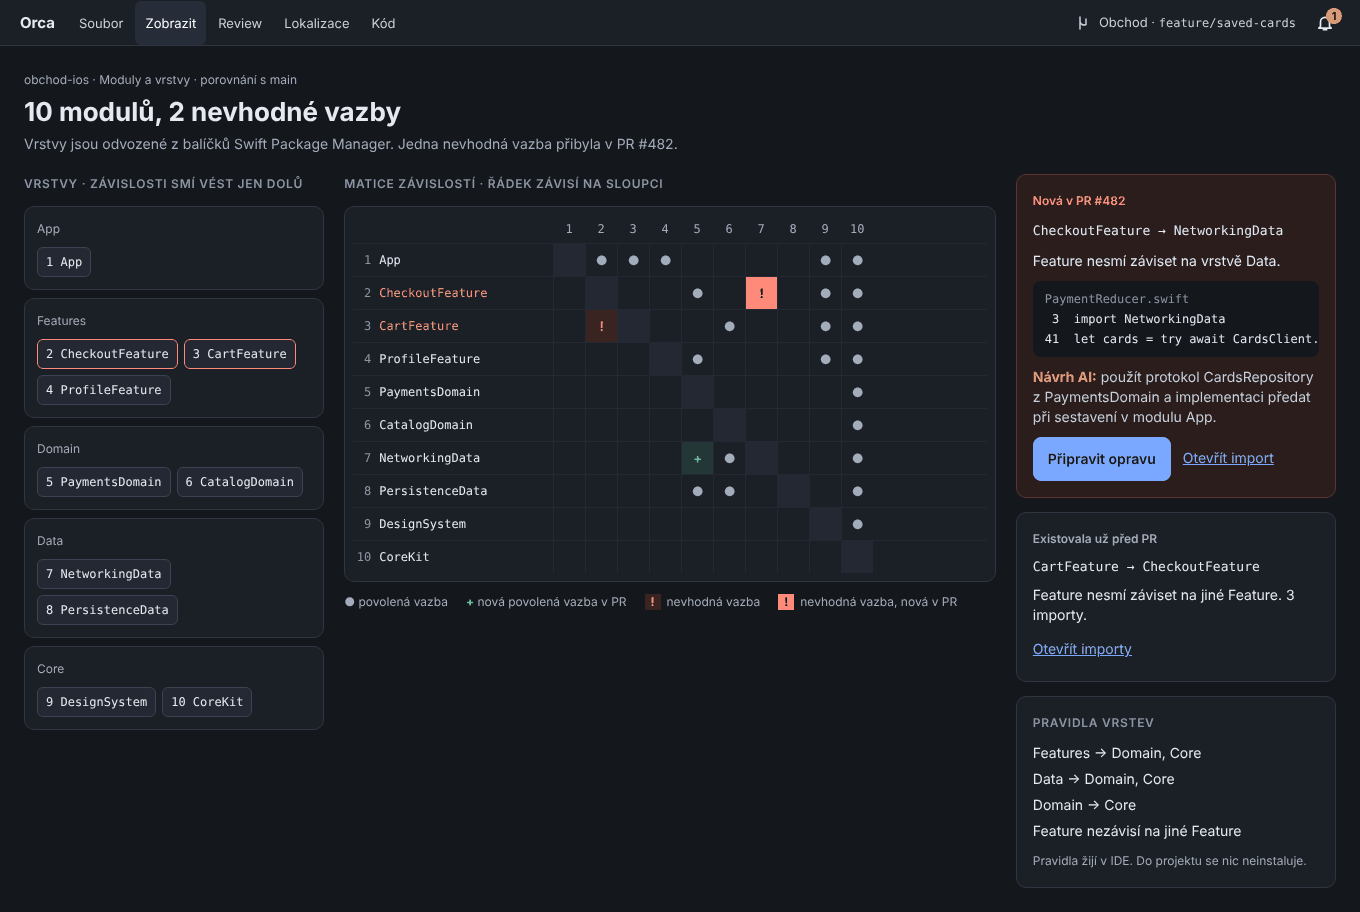 Orca
Soubor
Zobrazit
Review
Lokalizace
Kód
Obchod · feature/saved-cards
1
obchod-ios · Moduly a vrstvy · porovnání s main
10 modulů, 2 nevhodné vazby
Vrstvy jsou odvozené z balíčků Swift Package Manager. Jedna nevhodná vazba přibyla v PR #482.
VRSTVY · ZÁVISLOSTI SMÍ VÉST JEN DOLŮ
App
1 App
Features
2 CheckoutFeature
3 CartFeature
4 ProfileFeature
Domain
5 PaymentsDomain
6 CatalogDomain
Data
7 NetworkingData
8 PersistenceData
Core
9 DesignSystem
10 CoreKit
MATICE ZÁVISLOSTÍ · ŘÁDEK ZÁVISÍ NA SLOUPCI
1 2 3 4 5 6 7 8 9 10
1 App
2 CheckoutFeature !
3 CartFeature !
4 ProfileFeature
5 PaymentsDomain
6 CatalogDomain
7 NetworkingData +
8 PersistenceData
9 DesignSystem
10 CoreKit
povolená vazba
+ nová povolená vazba v PR
! nevhodná vazba
! nevhodná vazba, nová v PR
Nová v PR #482
CheckoutFeature → NetworkingData
Feature nesmí záviset na vrstvě Data.
PaymentReducer.swift
3 import NetworkingData
41 let cards = try await CardsClient.
Návrh AI: použít protokol CardsRepository
z PaymentsDomain a implementaci předat
při sestavení v modulu App.
Připravit opravu
Otevřít import
Existovala už před PR
CartFeature → CheckoutFeature
Feature nesmí záviset na jiné Feature. 3
importy.
Otevřít importy
PRAVIDLA VRSTEV
Features → Domain, Core
Data → Domain, Core
Domain → Core
Feature nezávisí na jiné Feature
Pravidla žijí v IDE. Do projektu se nic neinstaluje.